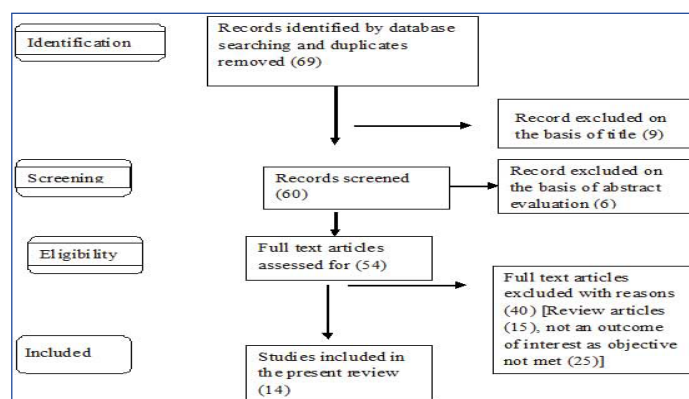 Identification
Records identified by database
searching and duplicates
removed (69)
Record excluded on
the basis of title (9)
Screening
Records screened
(60)
Record excluded on
the basis of abstract
evaluation (6)
Eligibility
Full text articles
assessed for (54)
Full text articles
excluded with reasons
(40) [Review articles
(15), not an outcome
of interest as objective
not met (25)]
Included
Studies included in
the present review
(14)